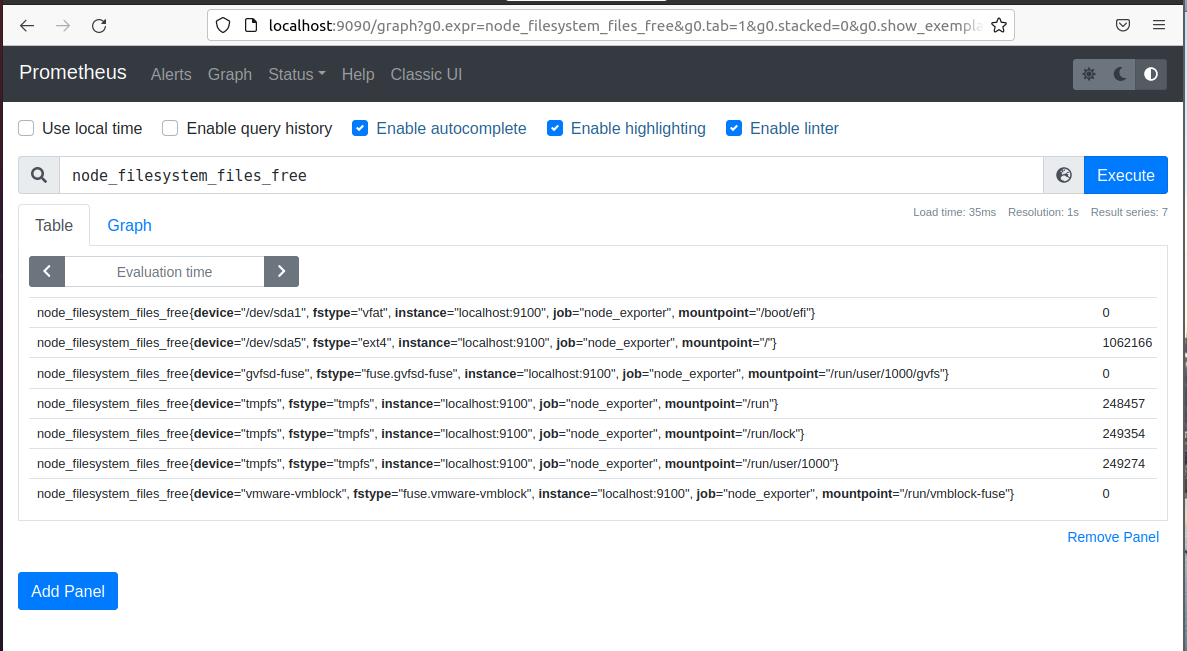 localhost:9090/graph?g0.expr=node_filesystem_files_free&g0.tab=1&g0.stacked=0&g0.show_exempla
Prometheus Alerts Graph Status Help Classic UI
Use local time Enable query history Enable autocomplete Enable highlighting Enable linter
node_filesystem_files_free Execute
Table Graph Load time: 35ms Resolution: 1s Result series: 7
Evaluation time
node_filesystem_files_free{device="/dev/sda1", fstype="vfat", instance="localhost:9100", job="node_exporter", mountpoint="/boot/efi"} 0
node_filesystem_files_free{device="/dev/sda5", fstype="ext4", instance="localhost:9100", job="node_exporter", mountpoint="/"} 1062166
node_filesystem_files_free{device="gvfsd-fuse", fstype="fuse.gvfsd-fuse", instance="localhost:9100", job="node_exporter", mountpoint="/run/user/1000/gvfs"} 0
node_filesystem_files_free{device="tmpfs", fstype="tmpfs", instance="localhost:9100", job="node_exporter", mountpoint="/run"} 248457
node_filesystem_files_free{device="tmpfs", fstype="tmpfs", instance="localhost:9100", job="node_exporter", mountpoint="/run/lock"} 249354
node_filesystem_files_free{device="tmpfs", fstype="tmpfs", instance="localhost:9100", job="node_exporter", mountpoint="/run/user/1000"} 249274
node_filesystem_files_free{device="vmware-vmblock", fstype="fuse.vmware-vmblock", instance="localhost:9100", job="node_exporter", mountpoint="/run/vmblock-fuse"} 0
Remove Panel
Add Panel